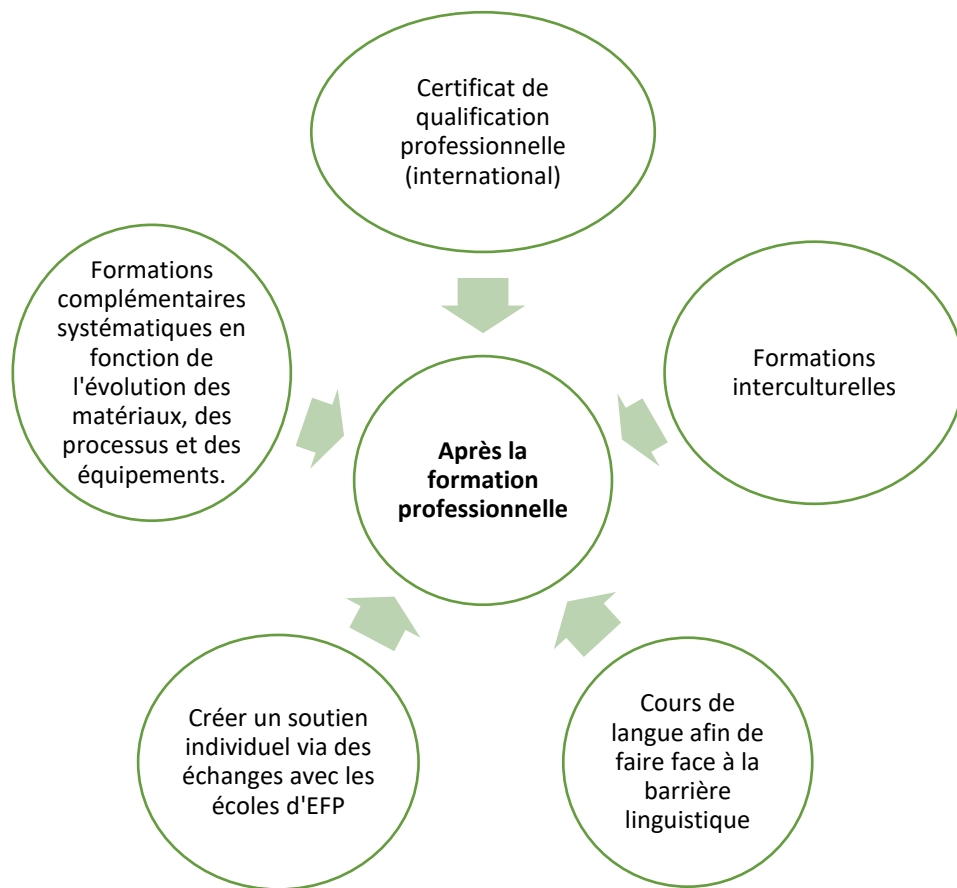 Certificat de
qualification
professionnelle
(international)
Formations
complémentaires
systématiques en
fonction de
l'évolution des
matériaux, des
processus et des
équipements.
Formations
interculturelles
Après la
formation
professionnelle
Créer un soutien
individuel via des
échanges avec les
écoles d'EFP
Cours de
langue afin de
faire face à la
barrière
linguistique